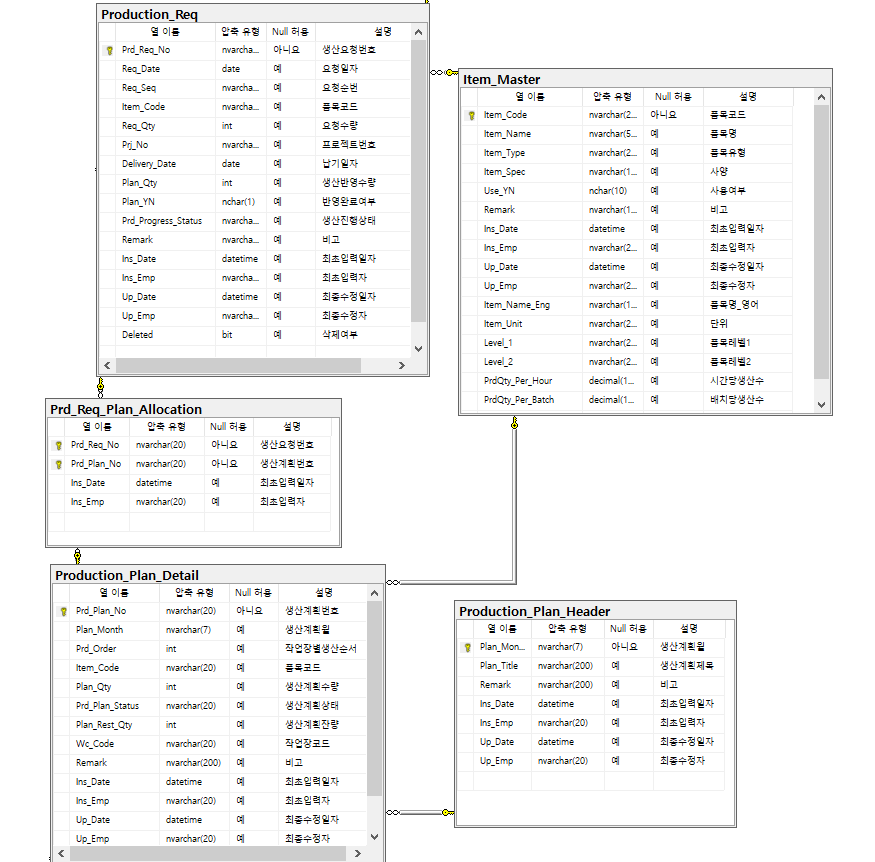 Production_Req
열 이름 압축 유형 Null 허용 설명
Prd_Req_No nvarcha... 아니요 생산요청번호
Req_Date date 예 요청일자
Req_Seq nvarcha... 예 요청순번
Item_Code nvarcha... 예 품목코드
Req_Qty int 예 요청수량
Prj_No nvarcha... 예 프로젝트번호
Delivery_Date date 예 납기일자
Plan_Qty int 예 생산반영수량
Plan_YN nchar(1) 예 반영완료여부
Prd_Progress_Status nvarcha... 예 생산진행상태
Remark nvarcha... 예 비고
Ins_Date datetime 예 최초입력일자
Ins_Emp nvarcha... 예 최초입력자
Up_Date datetime 예 최종수정일자
Up_Emp nvarcha... 예 최종수정자
Deleted bit 예 삭제여부
Item_Master
열 이름 압축 유형 Null 허용 설명
Item_Code nvarchar(2... 아니요 품목코드
Item_Name nvarchar(5... 예 품목명
Item_Type nvarchar(2... 예 품목유형
Item_Spec nvarchar(1... 예 사양
Use_YN nchar(10) 예 사용여부
Remark nvarchar(1... 예 비고
Ins_Date datetime 예 최초입력일자
Ins_Emp nvarchar(2... 예 최초입력자
Up_Date datetime 예 최종수정일자
Up_Emp nvarchar(2... 예 최종수정자
Item_Name_Eng nvarchar(1... 예 품목명_영어
Item_Unit nvarchar(2... 예 단위
Level_1 nvarchar(2... 예 품목레벨1
Level_2 nvarchar(2... 예 품목레벨2
PrdQty_Per_Hour decimal(1... 예 시간당생산수
PrdQty_Per_Batch decimal(1... 예 배치당생산수
Prd_Req_Plan_Allocation
열 이름 압축 유형 Null 허용 설명
Prd_Req_No nvarchar(20) 아니요 생산요청번호
Prd_Plan_No nvarchar(20) 아니요 생산계획번호
Ins_Date datetime 예 최초입력일자
Ins_Emp nvarchar(20) 예 최초입력자
Production_Plan_Detail
열 이름 압축 유형 Null 허용 설명
Prd_Plan_No nvarchar(20) 아니요 생산계획번호
Plan_Month nvarchar(7) 예 생산계획월
Prd_Order int 예 작업장별생산순서
Item_Code nvarchar(20) 예 품목코드
Plan_Qty int 예 생산계획수량
Prd_Plan_Status nvarchar(20) 예 생산계획상태
Plan_Rest_Qty int 예 생산계획잔량
Wc_Code nvarchar(20) 예 작업장코드
Remark nvarchar(200) 예 비고
Ins_Date datetime 예 최초입력일자
Ins_Emp nvarchar(20) 예 최초입력자
Up_Date datetime 예 최종수정일자
Up_Emp nvarchar(20) 예 최종수정자
Production_Plan_Header
열 이름 압축 유형 Null 허용 설명
Plan_Mon... nvarchar(7) 아니요 생산계획월
Plan_Title nvarchar(200) 예 생산계획제목
Remark nvarchar(200) 예 비고
Ins_Date datetime 예 최초입력일자
Ins_Emp nvarchar(20) 예 최초입력자
Up_Date datetime 예 최종수정일자
Up_Emp nvarchar(20) 예 최종수정자